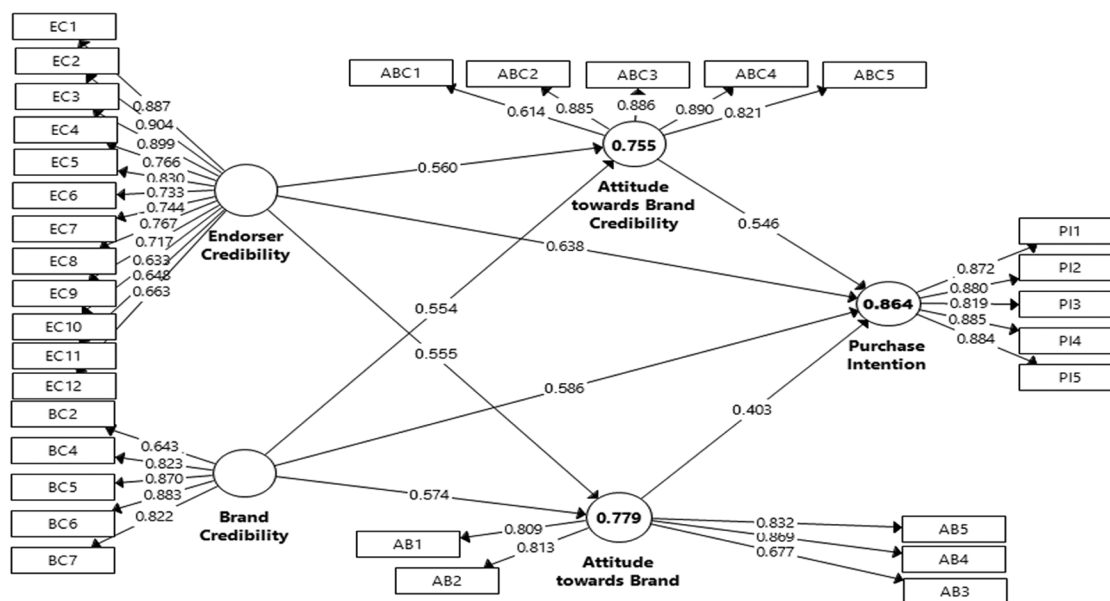 EC1
EC2
EC3
EC4
EC5
EC6
EC7
EC8
EC9
EC10
EC11
EC12
BC2
BC4
BC5
BC6
BC7
0.887
0.904
0.899
0.766
0.830
0.733
0.744
0.767
0.717
0.633
0.648
0.663
Endorser
Credibility
0.643
0.823
0.870
0.883
0.822
Brand
Credibility
ABC1
ABC2
ABC3
ABC4
ABC5
0.614
0.885
0.886
0.890
0.821
0.755
Attitude
towards Brand
Credibility
0.560
0.638
0.554
0.555
0.586
0.574
0.546
0.403
0.864
Purchase
Intention
0.872
0.880
0.819
0.885
0.884
PI1
PI2
PI3
PI4
PI5
0.779
Attitude
towards Brand
0.809
0.813
AB1
AB2
0.832
0.869
0.677
AB5
AB4
AB3